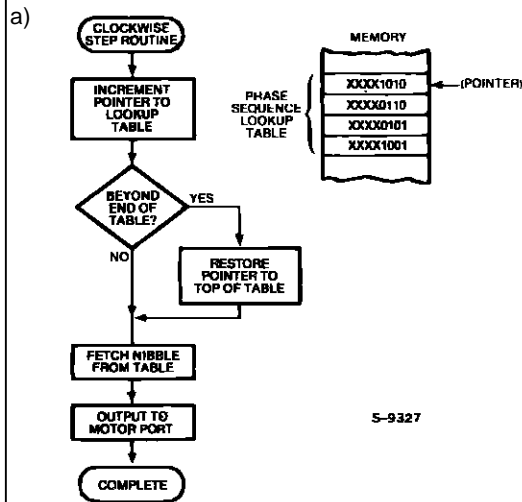 a)
CLOCKWISE
STEP ROUTINE
INCREMENT
POINTER TO
LOOKUP
TABLE
BEYOND
END OF
TABLE?
YES
NO
RESTORE
POINTER TO
TOP OF TABLE
FETCH NIBBLE
FROM TABLE
OUTPUT TO
MOTOR PORT
COMPLETE
MEMORY
PHASE
SEQUENCE
LOOKUP
TABLE
XXXX1010
XXXX0110
XXXX0101
XXXX1001
(POINTER)
S-9327